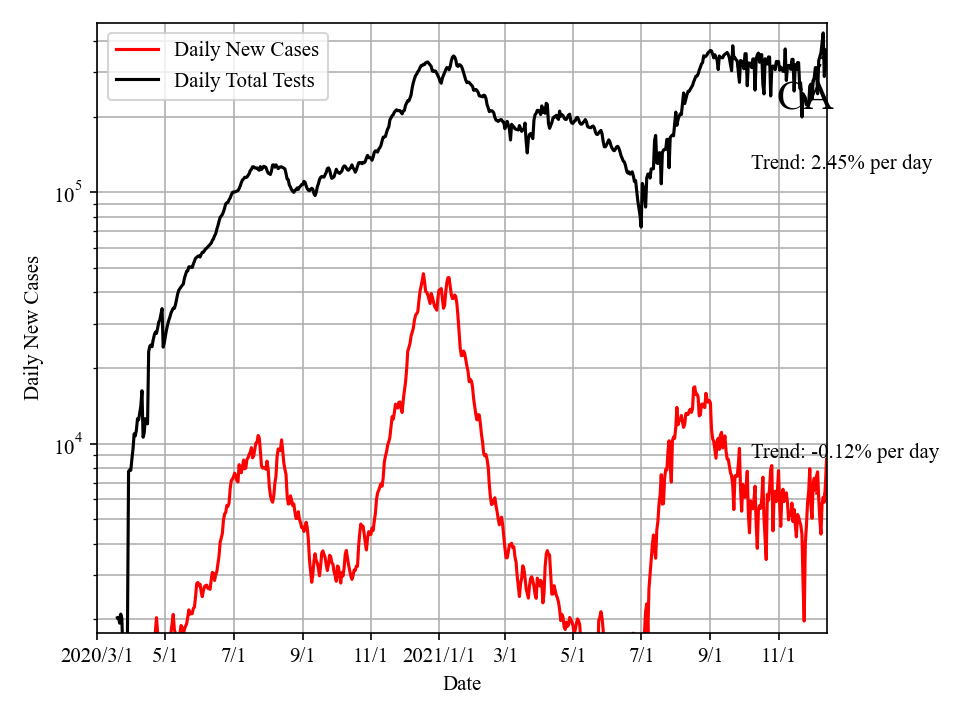 Daily New Cases
Daily Total Tests
CA
Trend: 2.45% per day
Trend: -0.12% per day
10^5
10^4
Daily New Cases
2020/3/1 5/1 7/1 9/1 11/1 2021/1/1 3/1 5/1 7/1 9/1 11/1
Date